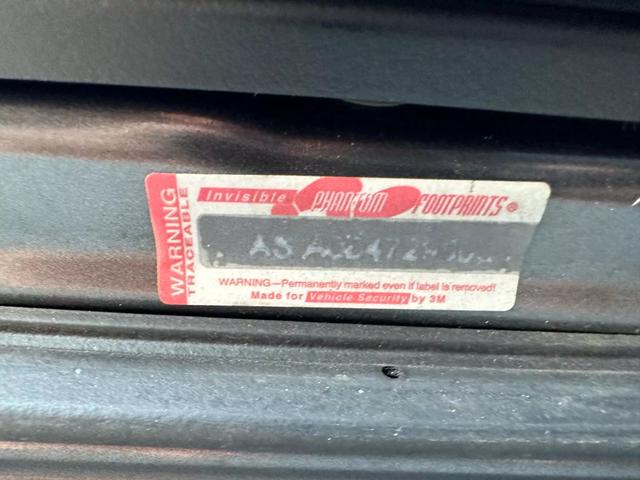 WARNING
TRACEABLE
Invisible PHANTOM FOOTPRINTS®
WARNING—Permanently marked even if label is removed!
Made for Vehicle Security by 3M